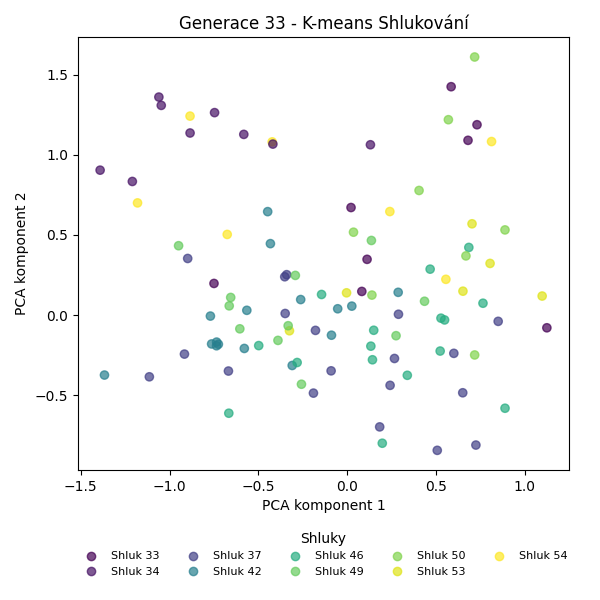 Generace 33 - K-means Shlukování
1.5
1.0
0.5
0.0
−0.5
PCA komponent 2
−1.5 −1.0 −0.5 0.0 0.5 1.0
PCA komponent 1
Shluky
Shluk 33 Shluk 37 Shluk 46 Shluk 50 Shluk 54
Shluk 34 Shluk 42 Shluk 49 Shluk 53